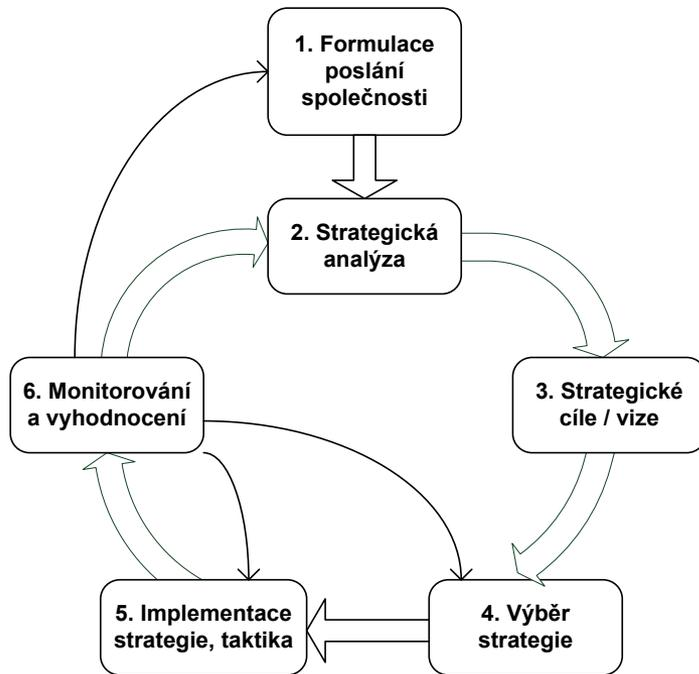 1. Formulace
poslání
společnosti
2. Strategická
analýza
3. Strategické
cíle / vize
6. Monitorování
a vyhodnocení
5. Implementace
strategie, taktika
4. Výběr
strategie